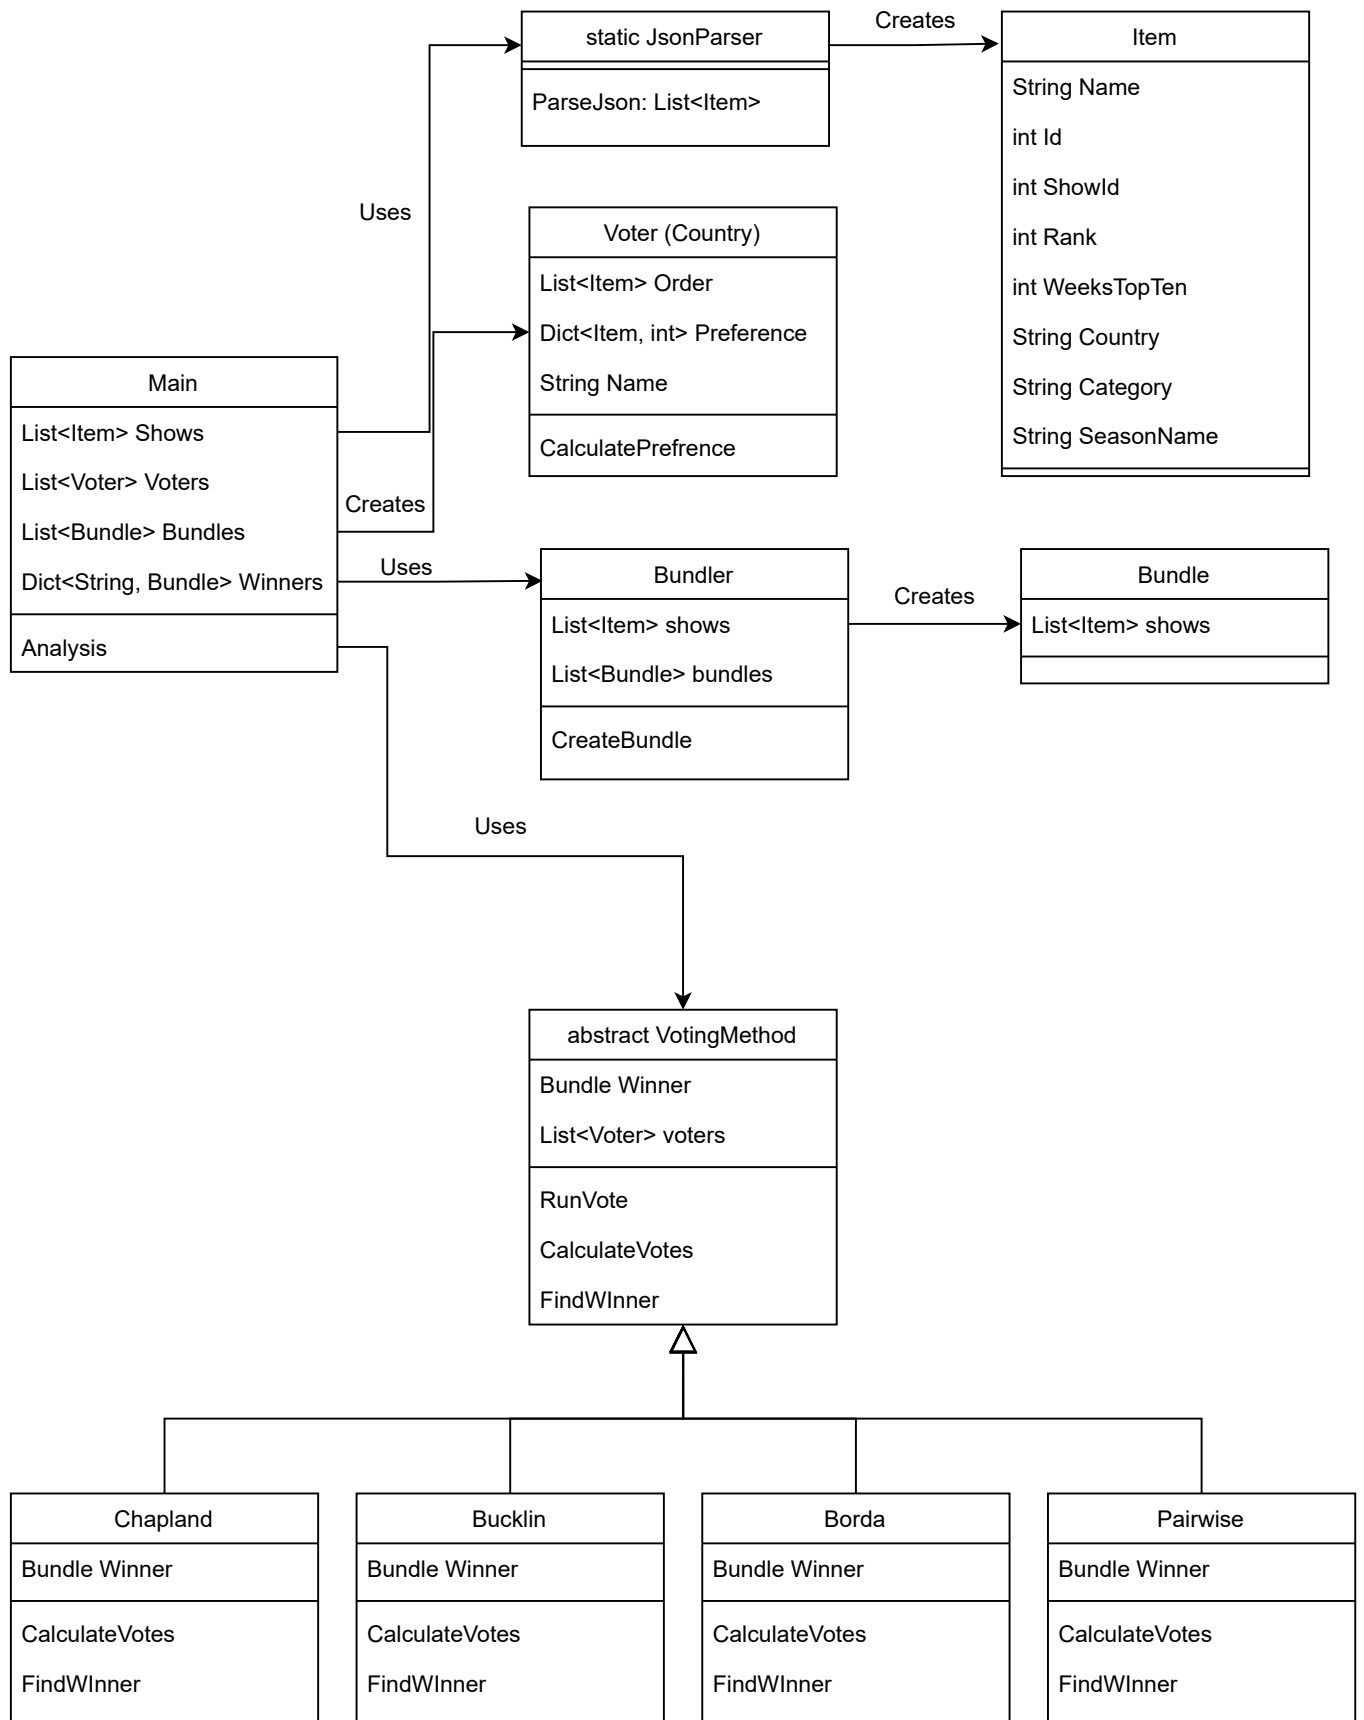 static JsonParser
ParseJson: List<Item>
Creates
Item
String Name
int Id
int ShowId
int Rank
int WeeksTopTen
String Country
String Category
String SeasonName
Uses
Voter (Country)
List<Item> Order
Dict<Item, int> Preference
String Name
CalculatePrefrence
Main
List<Item> Shows
List<Voter> Voters
List<Bundle> Bundles
Dict<String, Bundle> Winners
Analysis
Creates
Uses
Bundler
List<Item> shows
List<Bundle> bundles
CreateBundle
Creates
Bundle
List<Item> shows
Uses
abstract VotingMethod
Bundle Winner
List<Voter> voters
RunVote
CalculateVotes
FindWInner
Chapland
Bundle Winner
CalculateVotes
FindWInner
Bucklin
Bundle Winner
CalculateVotes
FindWInner
Borda
Bundle Winner
CalculateVotes
FindWInner
Pairwise
Bundle Winner
CalculateVotes
FindWInner